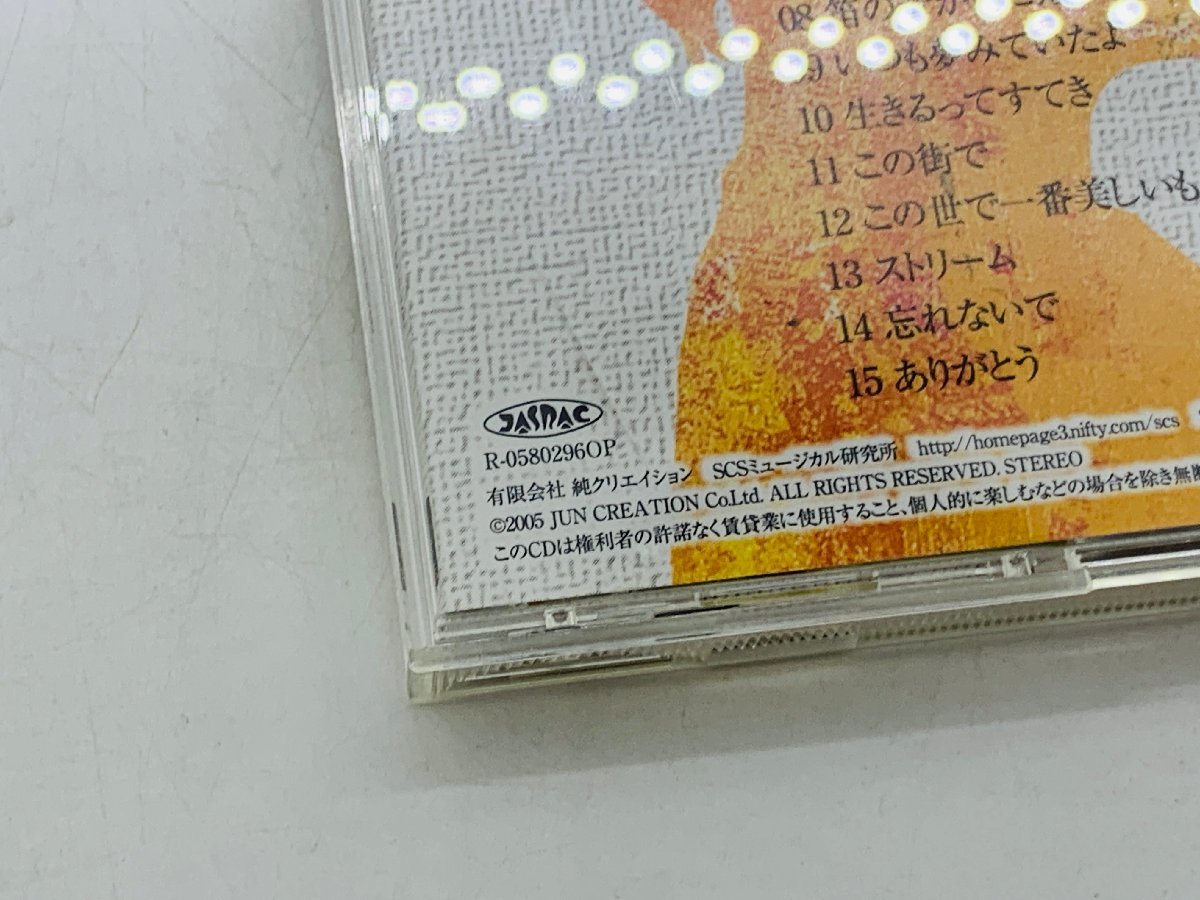 08 笛の
9 いつも夢みていたよ
10 生きるってすてき
11 この街で
12 この世で一番美しいも
13 ストリーム
14 忘れないで
15 ありがとう
JASRAC
R-0580296OP
有限会社 純クリエイション SCSミュージカル研究所 http://homepage3.nifty.com/scs
©2005 JUN CREATION Co.Ltd. ALL RIGHTS RESERVED. STEREO
このCDは権利者の許諾なく賃貸業に使用すること、個人的に楽しむなどの場合を除き無断